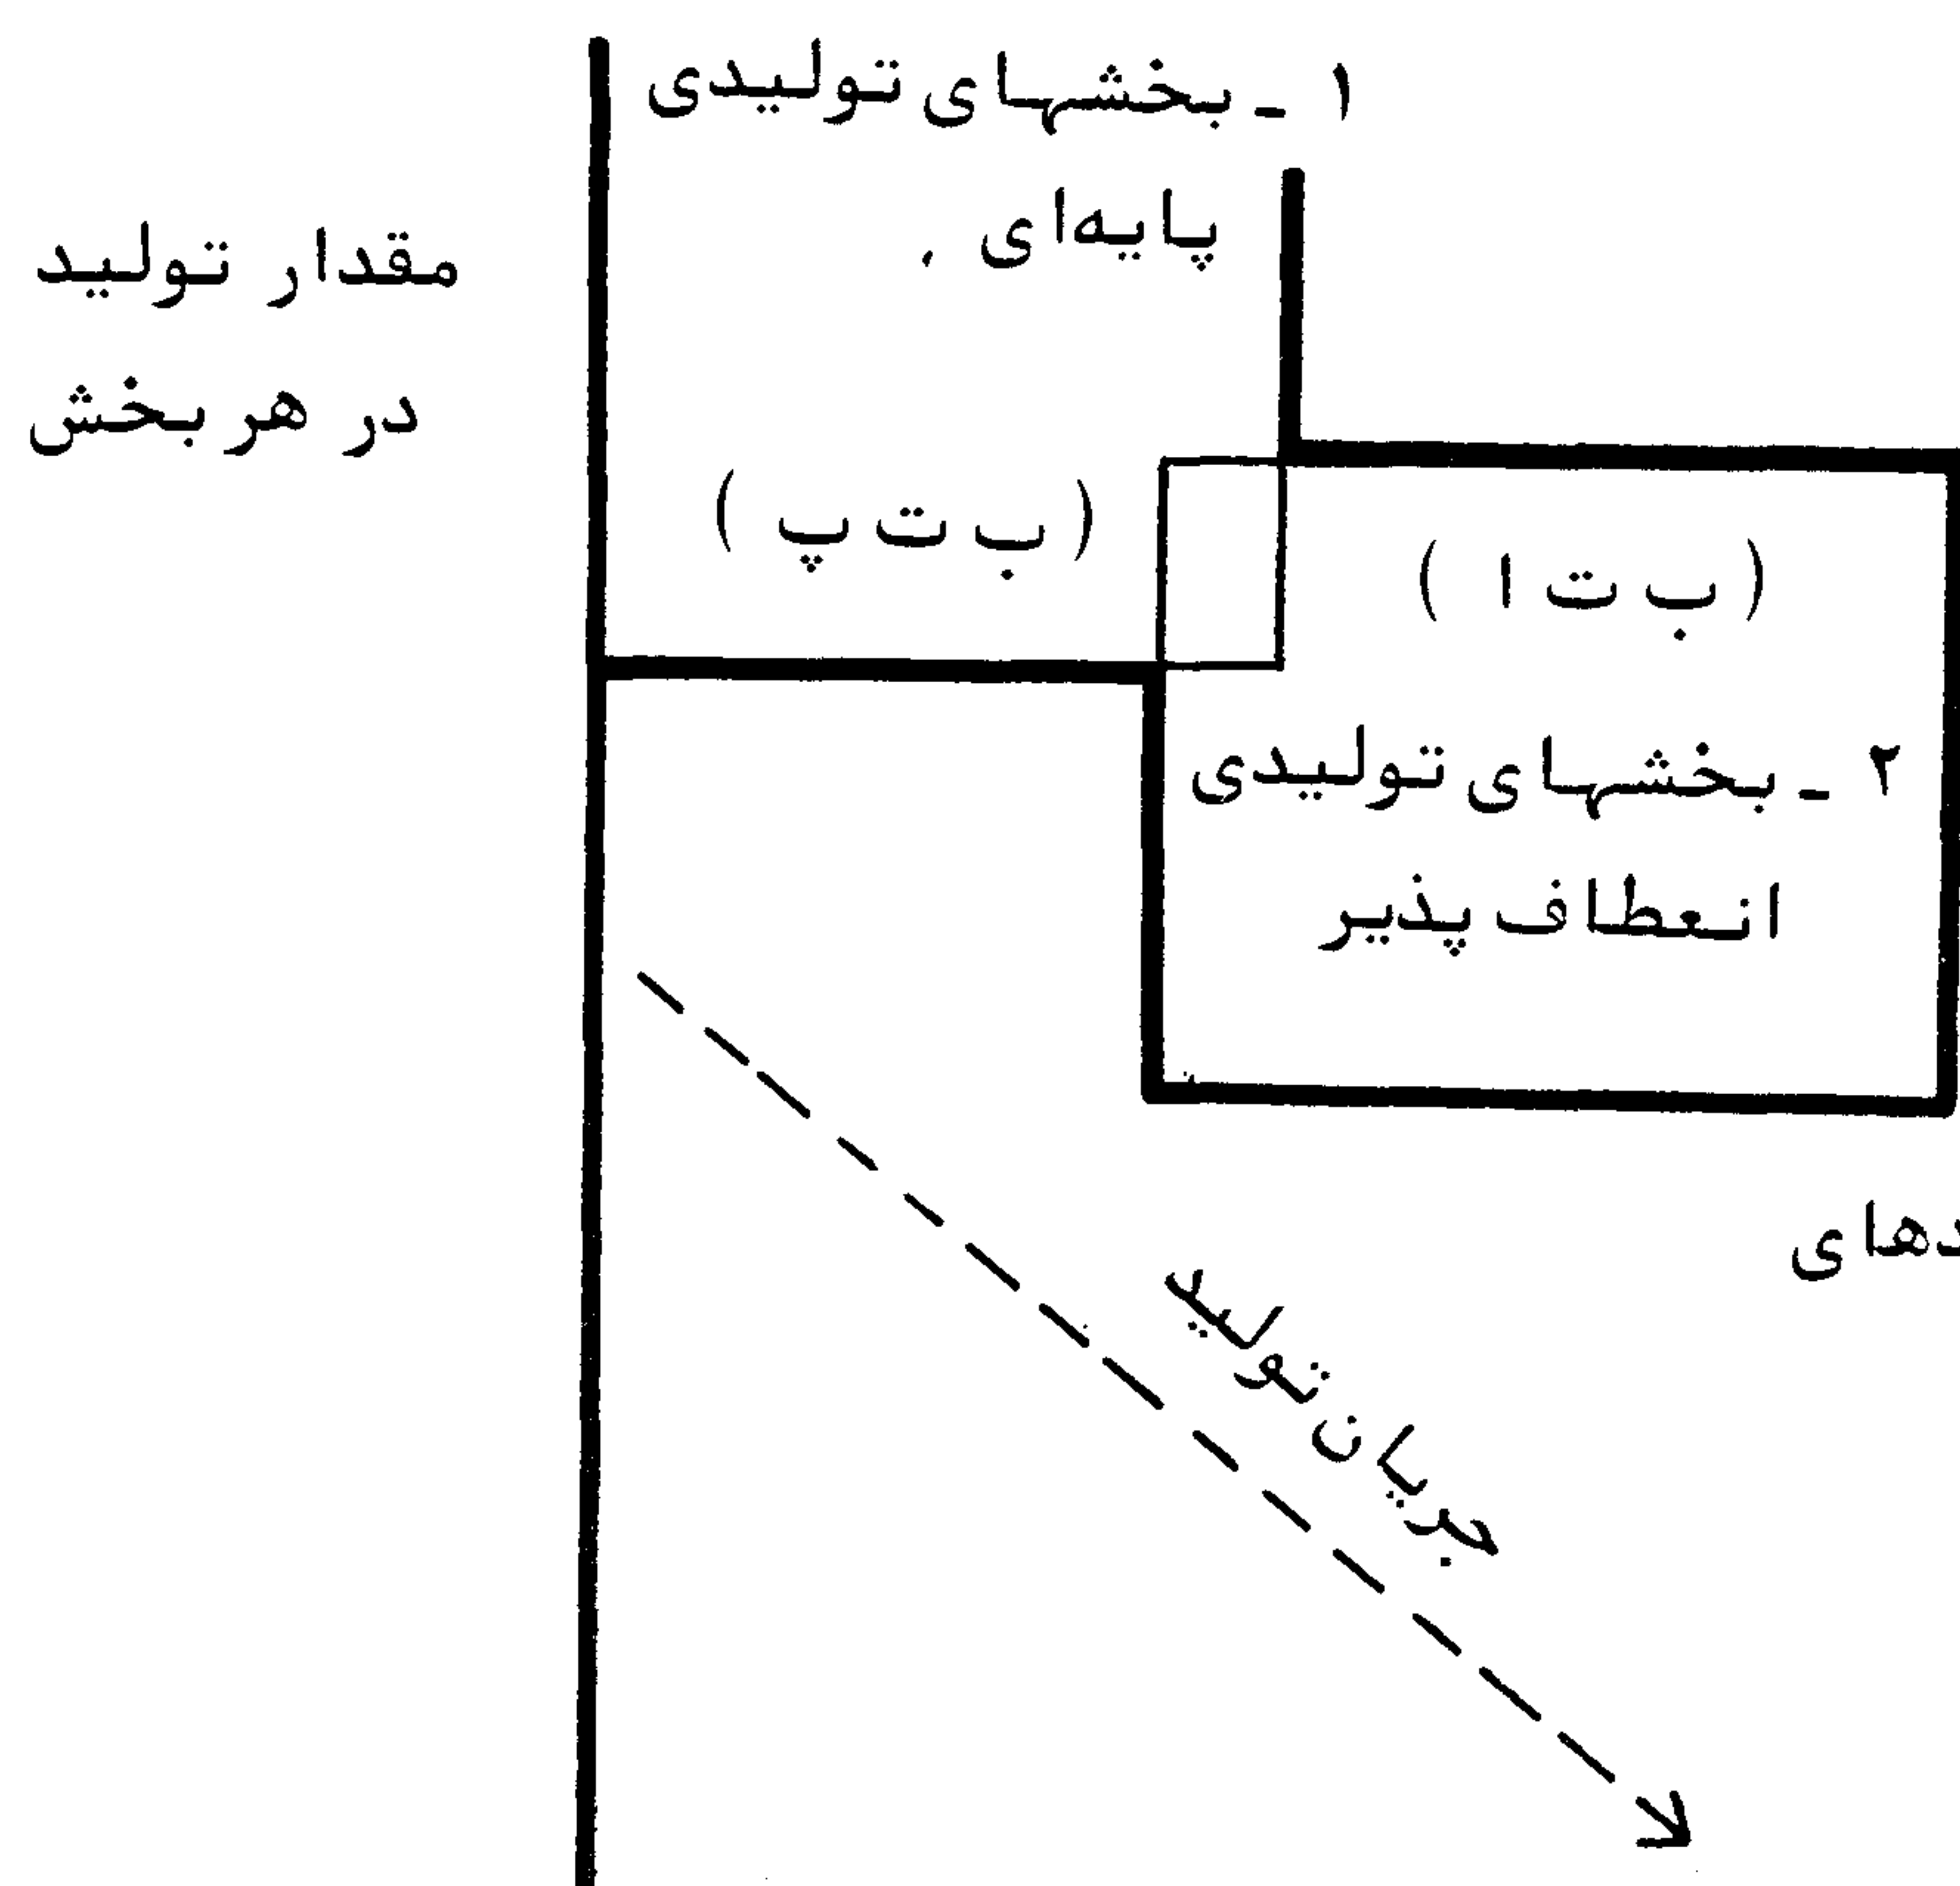 ۱ ـ بخشهای تولیدی
پایه‌ای
مقدار تولید
در هر بخش
(ب ت پ)
(ب ت ا)
۲ ـ بخشهای تولیدی
انعطاف پذیر
جریان تولید